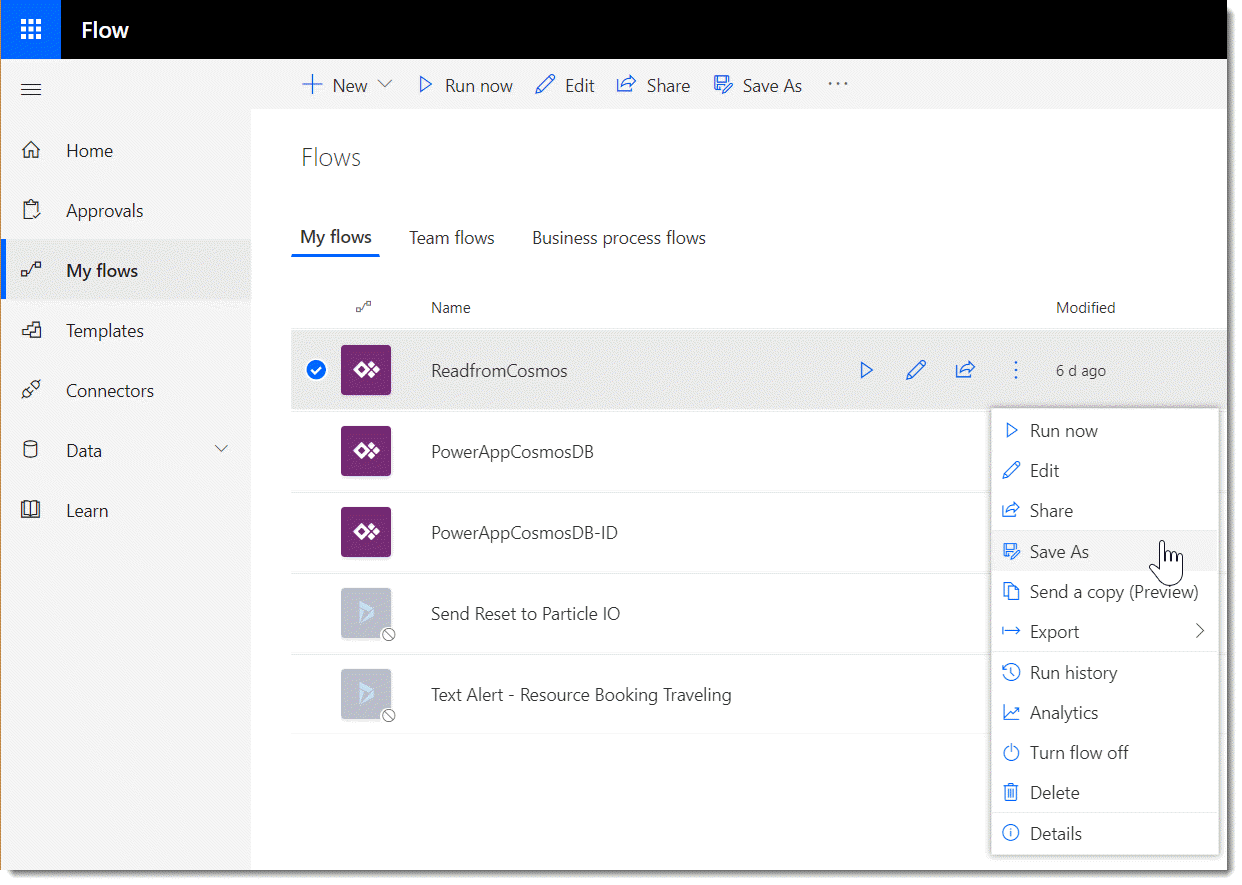 Flow
New Run now Edit Share Save As ...
Home
Approvals
My flows
Templates
Connectors
Data
Learn
Flows
My flows Team flows Business process flows
Name Modified
ReadfromCosmos 6 d ago
PowerAppCosmosDB
PowerAppCosmosDB-ID
Send Reset to Particle IO
Text Alert - Resource Booking Traveling
Run now
Edit
Share
Save As
Send a copy (Preview)
Export
Run history
Analytics
Turn flow off
Delete
Details